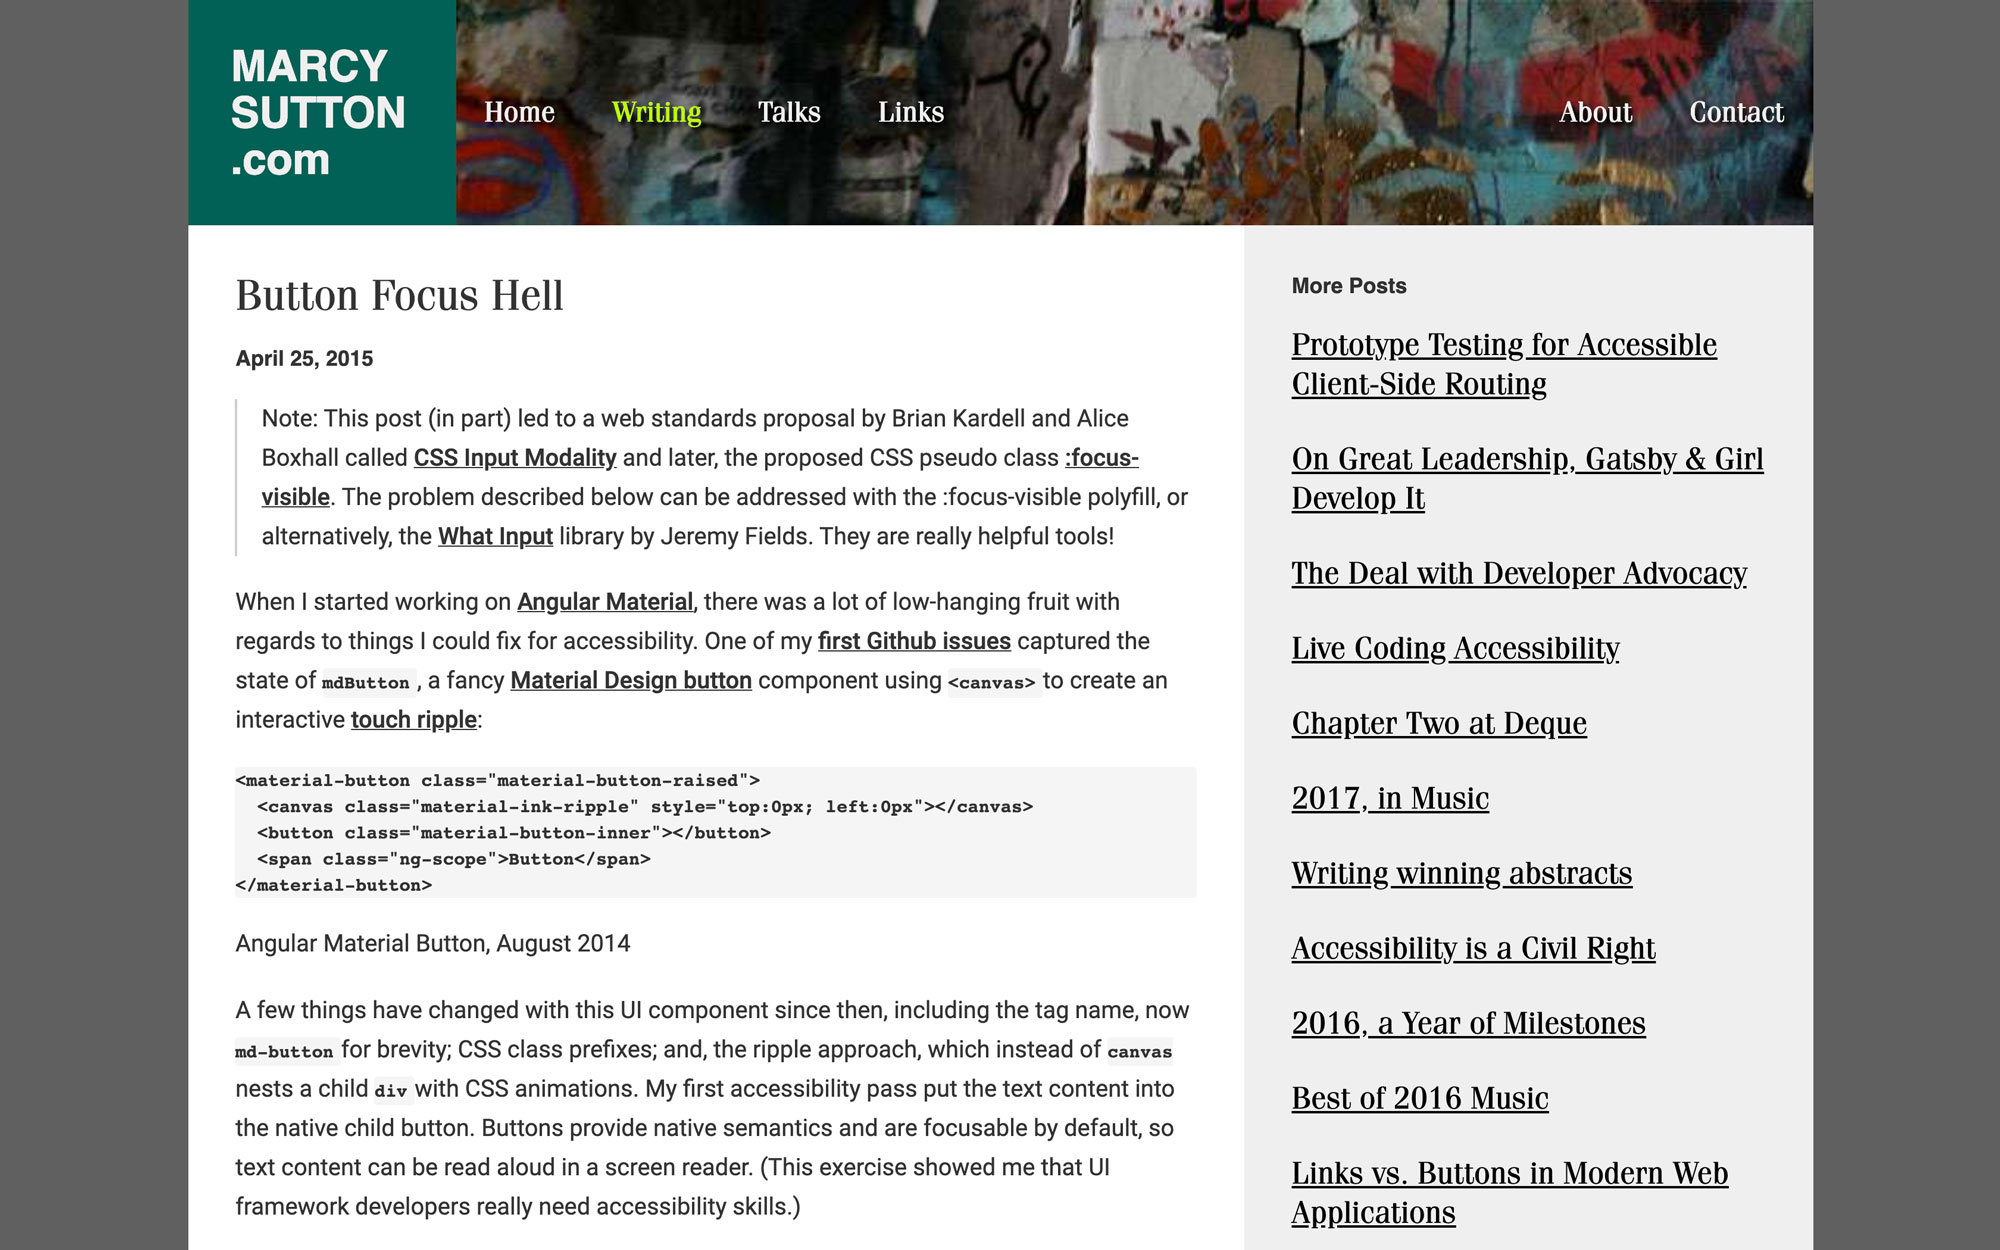 MARCY
SUTTON
.com
Home Writing Talks Links About Contact
Button Focus Hell
April 25, 2015
Note: This post (in part) led to a web standards proposal by Brian Kardell and Alice
Boxhall called CSS Input Modality and later, the proposed CSS pseudo class :focus-
visible. The problem described below can be addressed with the :focus-visible polyfill, or
alternatively, the What Input library by Jeremy Fields. They are really helpful tools!
When I started working on Angular Material, there was a lot of low-hanging fruit with
regards to things I could fix for accessibility. One of my first Github issues captured the
state of mdButton , a fancy Material Design button component using <canvas> to create an
interactive touch ripple:
<material-button class="material-button-raised">
  <canvas class="material-ink-ripple" style="top:0px; left:0px"></canvas>
  <button class="material-button-inner"></button>
  <span class="ng-scope">Button</span>
</material-button>
Angular Material Button, August 2014
A few things have changed with this UI component since then, including the tag name, now
md-button for brevity; CSS class prefixes; and, the ripple approach, which instead of canvas
nests a child div with CSS animations. My first accessibility pass put the text content into
the native child button. Buttons provide native semantics and are focusable by default, so
text content can be read aloud in a screen reader. (This exercise showed me that UI
framework developers really need accessibility skills.)
More Posts
Prototype Testing for Accessible
Client-Side Routing
On Great Leadership, Gatsby & Girl
Develop It
The Deal with Developer Advocacy
Live Coding Accessibility
Chapter Two at Deque
2017, in Music
Writing winning abstracts
Accessibility is a Civil Right
2016, a Year of Milestones
Best of 2016 Music
Links vs. Buttons in Modern Web
Applications